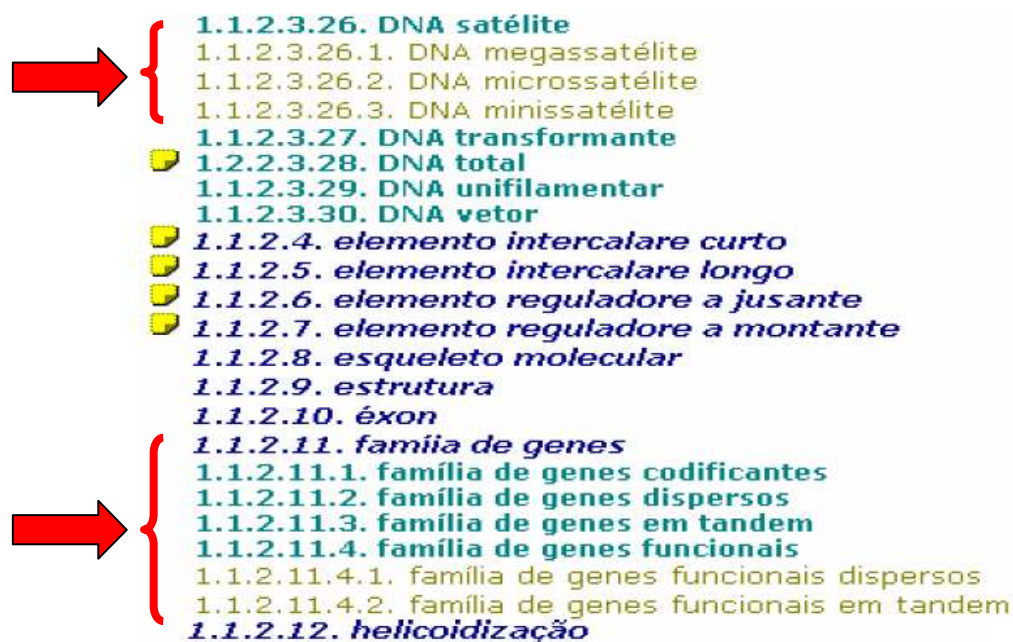 1.1.2.3.26. DNA satélite
1.1.2.3.26.1. DNA megassatélite
1.1.2.3.26.2. DNA microssatélite
1.1.2.3.26.3. DNA minissatélite
1.1.2.3.27. DNA transformante
1.2.2.3.28. DNA total
1.1.2.3.29. DNA unifilamentar
1.1.2.3.30. DNA vetor
1.1.2.4. elemento intercalare curto
1.1.2.5. elemento intercalare longo
1.1.2.6. elemento reguladore a jusante
1.1.2.7. elemento reguladore a montante
1.1.2.8. esqueleto molecular
1.1.2.9. estrutura
1.1.2.10. éxon
1.1.2.11. famíia de genes
1.1.2.11.1. família de genes codificantes
1.1.2.11.2. família de genes dispersos
1.1.2.11.3. família de genes em tandem
1.1.2.11.4. família de genes funcionais
1.1.2.11.4.1. família de genes funcionais dispersos
1.1.2.11.4.2. família de genes funcionais em tandem
1.1.2.12. helicoidização